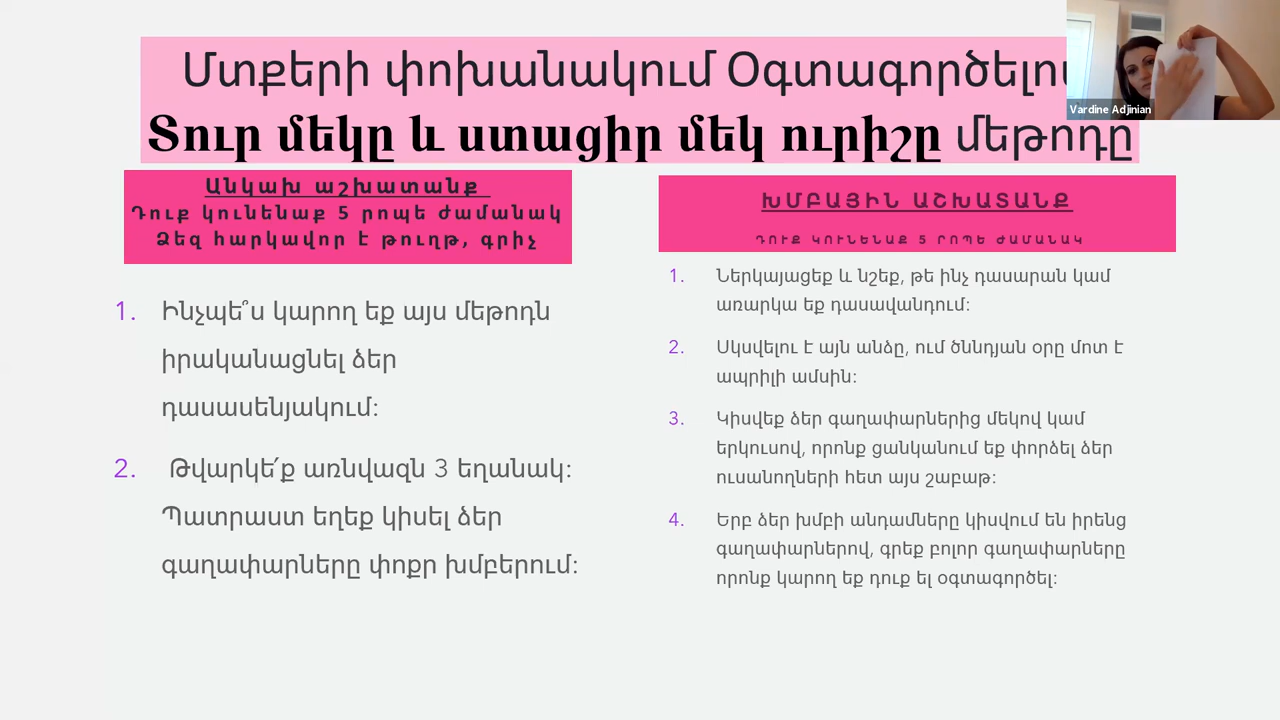 Մտքերի փոխանակում Օգտագործելով
Տուր մեկը և ստացիր մեկ ուրիշը մեթոդը
Vardine Adjinian
Անկախ աշխատանք
Դուք կունենաք 5 րոպե ժամանակ
Ձեզ հարկավոր է թուղթ, գրիչ
1. Ինչպե՞ս կարող եք այս մեթոդն
իրականացնել ձեր
դասասենյակում:
2. Թվարկե՛ք առնվազն 3 եղանակ:
Պատրաստ եղեք կիսել ձեր
գաղափարները փոքր խմբերում:
ԽՄԲԱՅԻՆ ԱՇԽԱՏԱՆՔ
ԴՈՒՔ ԿՈՒՆԵՆԱՔ 5 ՐՈՊԵ ԺԱՄԱՆԱԿ
1. Ներկայացեք և նշեք, թե ինչ դասարան կամ
առարկա եք դասավանդում:
2. Սկսվելու է այն անձը, ում ծննդյան օրը մոտ է
ապրիլի ամսին:
3. Կիսվեք ձեր գաղափարներից մեկով կամ
երկուսով, որոնք ցանկանում եք փորձել ձեր
ուսանողների հետ այս շաբաթ:
4. Երբ ձեր խմբի անդամները կիսվում են իրենց
գաղափարներով, գրեք բոլոր գաղափարները
որոնք կարող եք դուք ել օգտագործել: